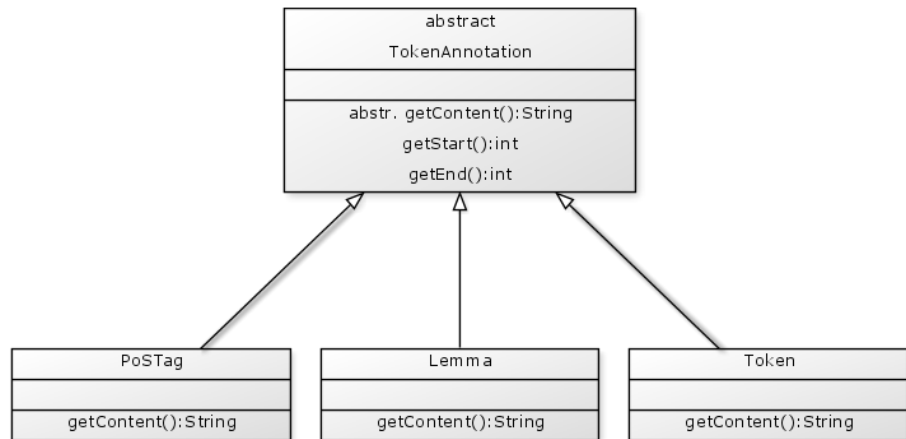 abstract
TokenAnnotation
abstr. getContent():String
getStart():int
getEnd():int
PoSTag
Lemma
Token
getContent():String
getContent():String
getContent():String